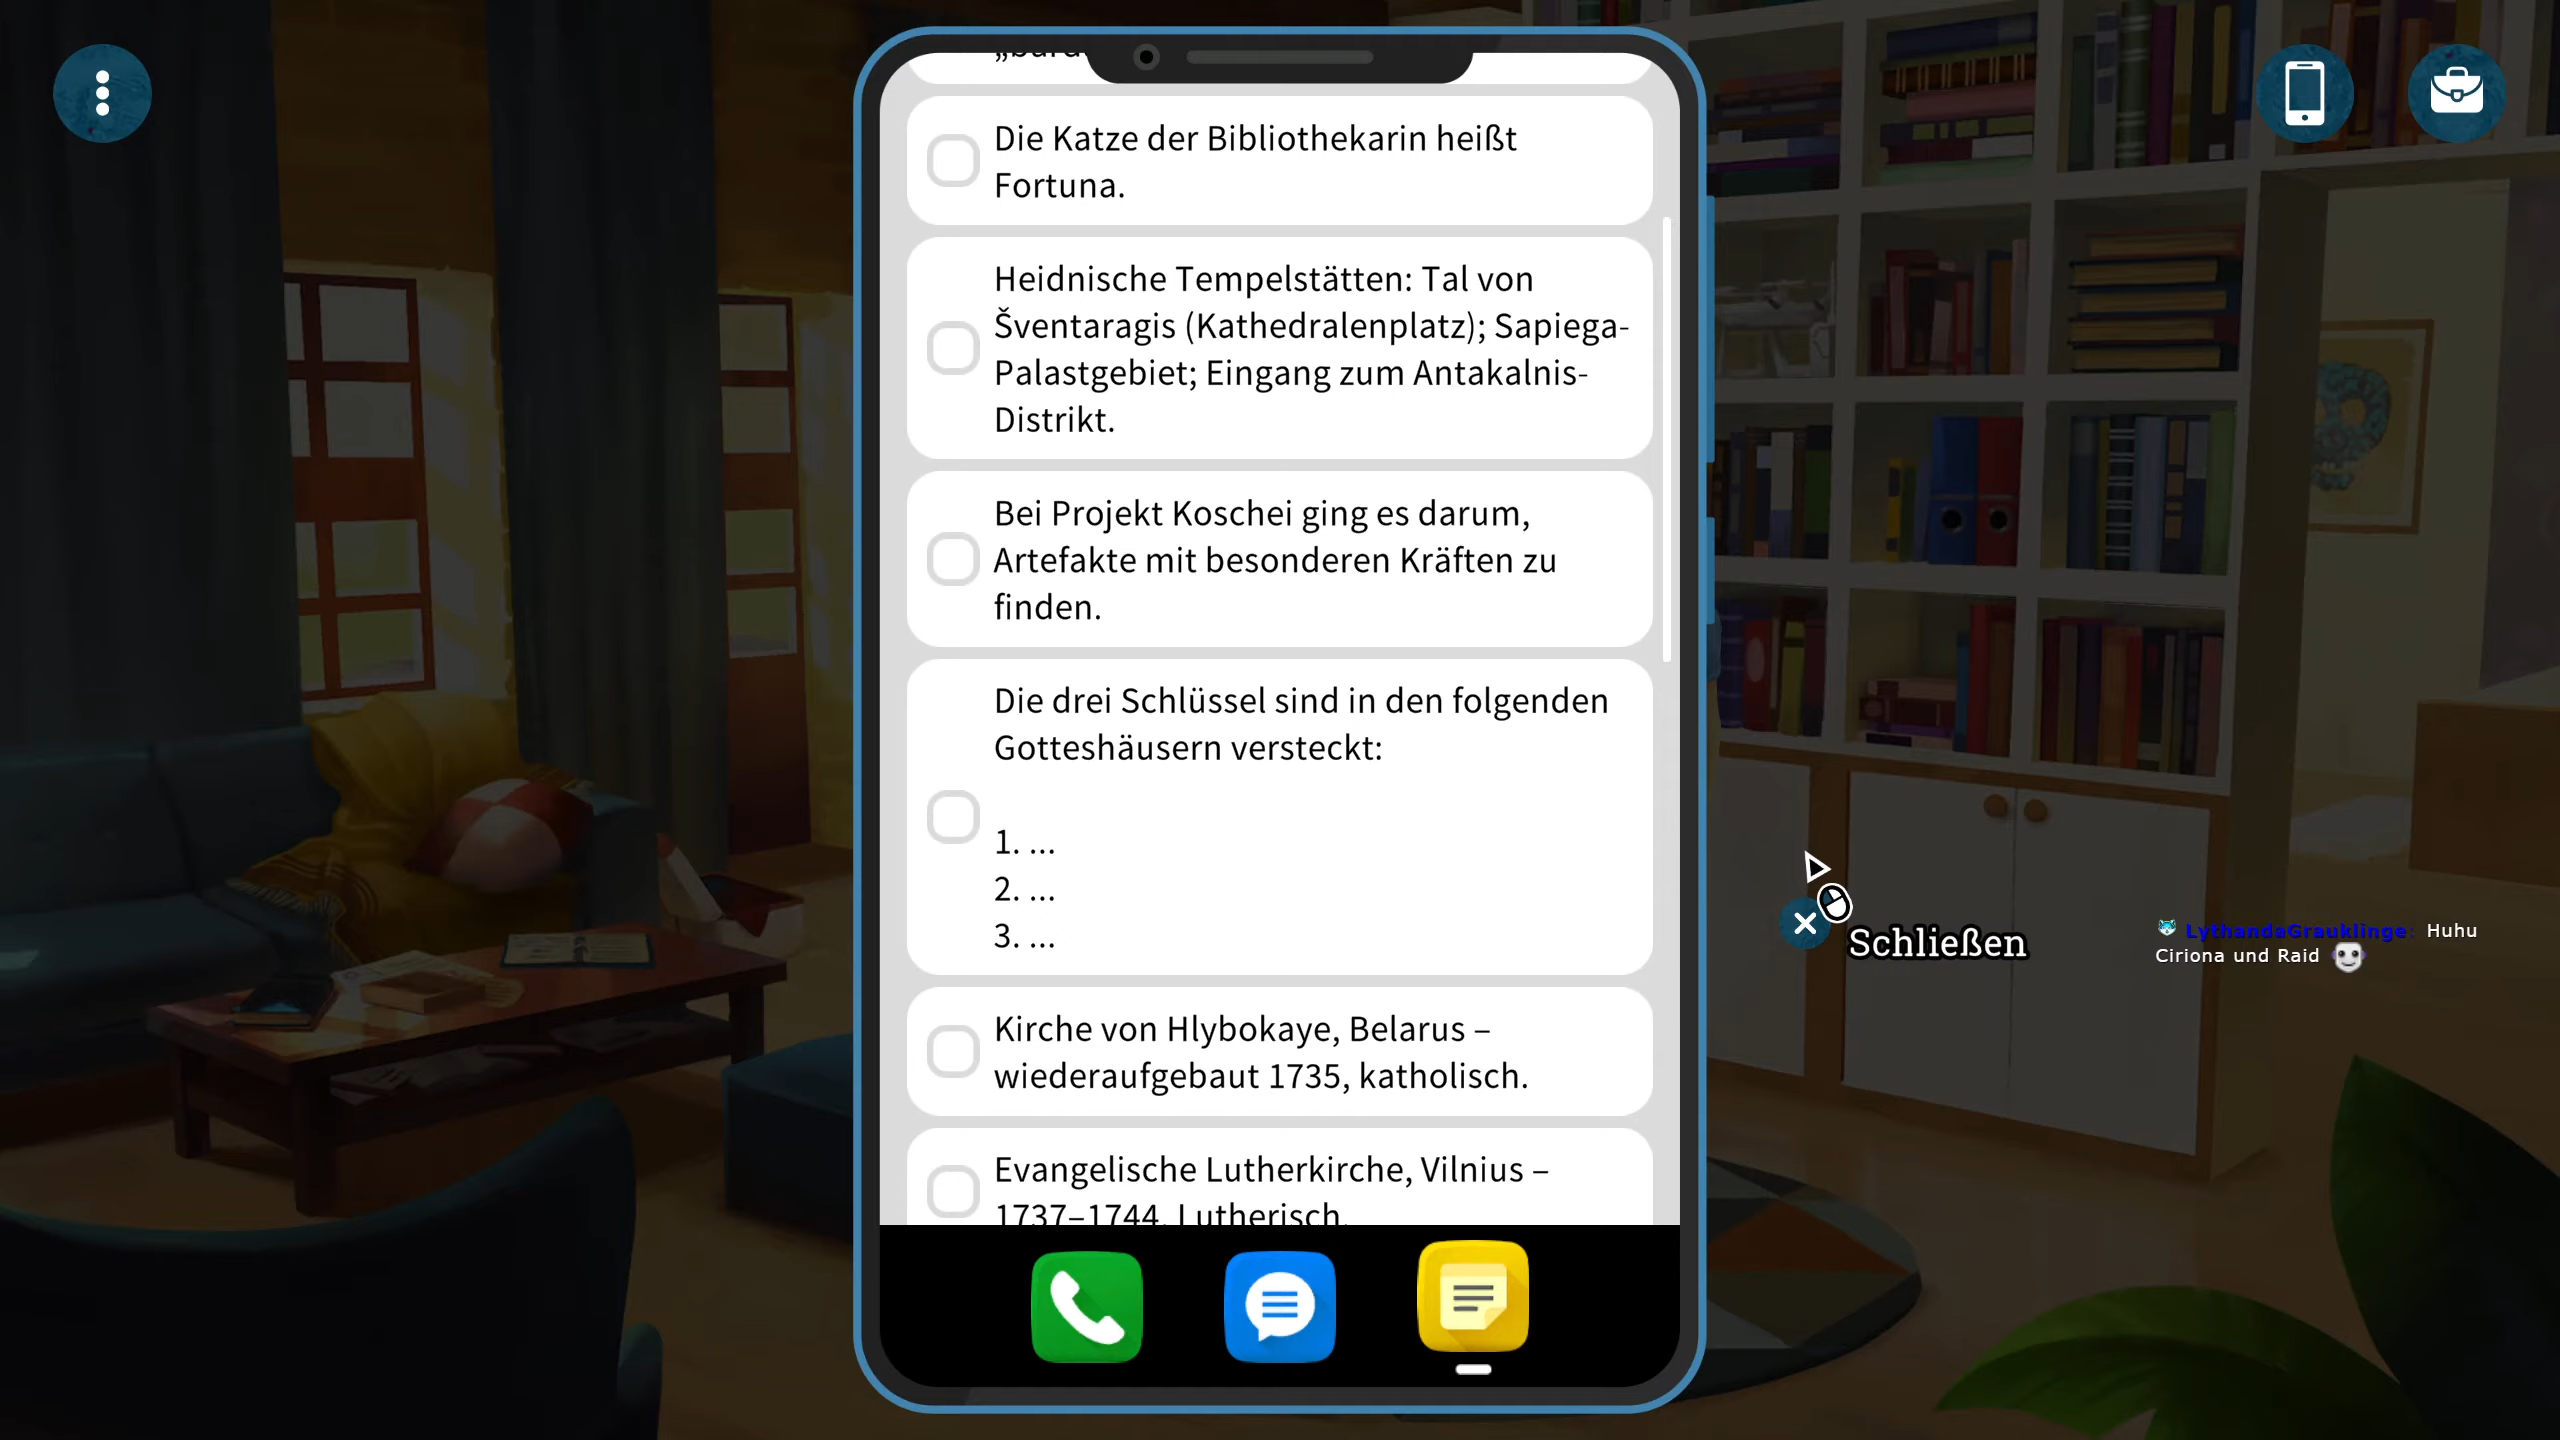 Die Katze der Bibliothekarin heißt
Fortuna.
Heidnische Tempelstätten: Tal von
Šventaragis (Kathedralenplatz); Sapiega-
Palastgebiet; Eingang zum Antakalnis-
Distrikt.
Bei Projekt Koschei ging es darum,
Artefakte mit besonderen Kräften zu
finden.
Die drei Schlüssel sind in den folgenden
Gotteshäusern versteckt:
1. ...
2. ...
3. ...
Kirche von Hlybokaye, Belarus –
wiederaufgebaut 1735, katholisch.
Evangelische Lutherkirche, Vilnius –
1737–1744. Lutherisch.
Schließen
LythandaGrauklinge: Huhu
Ciriona und Raid